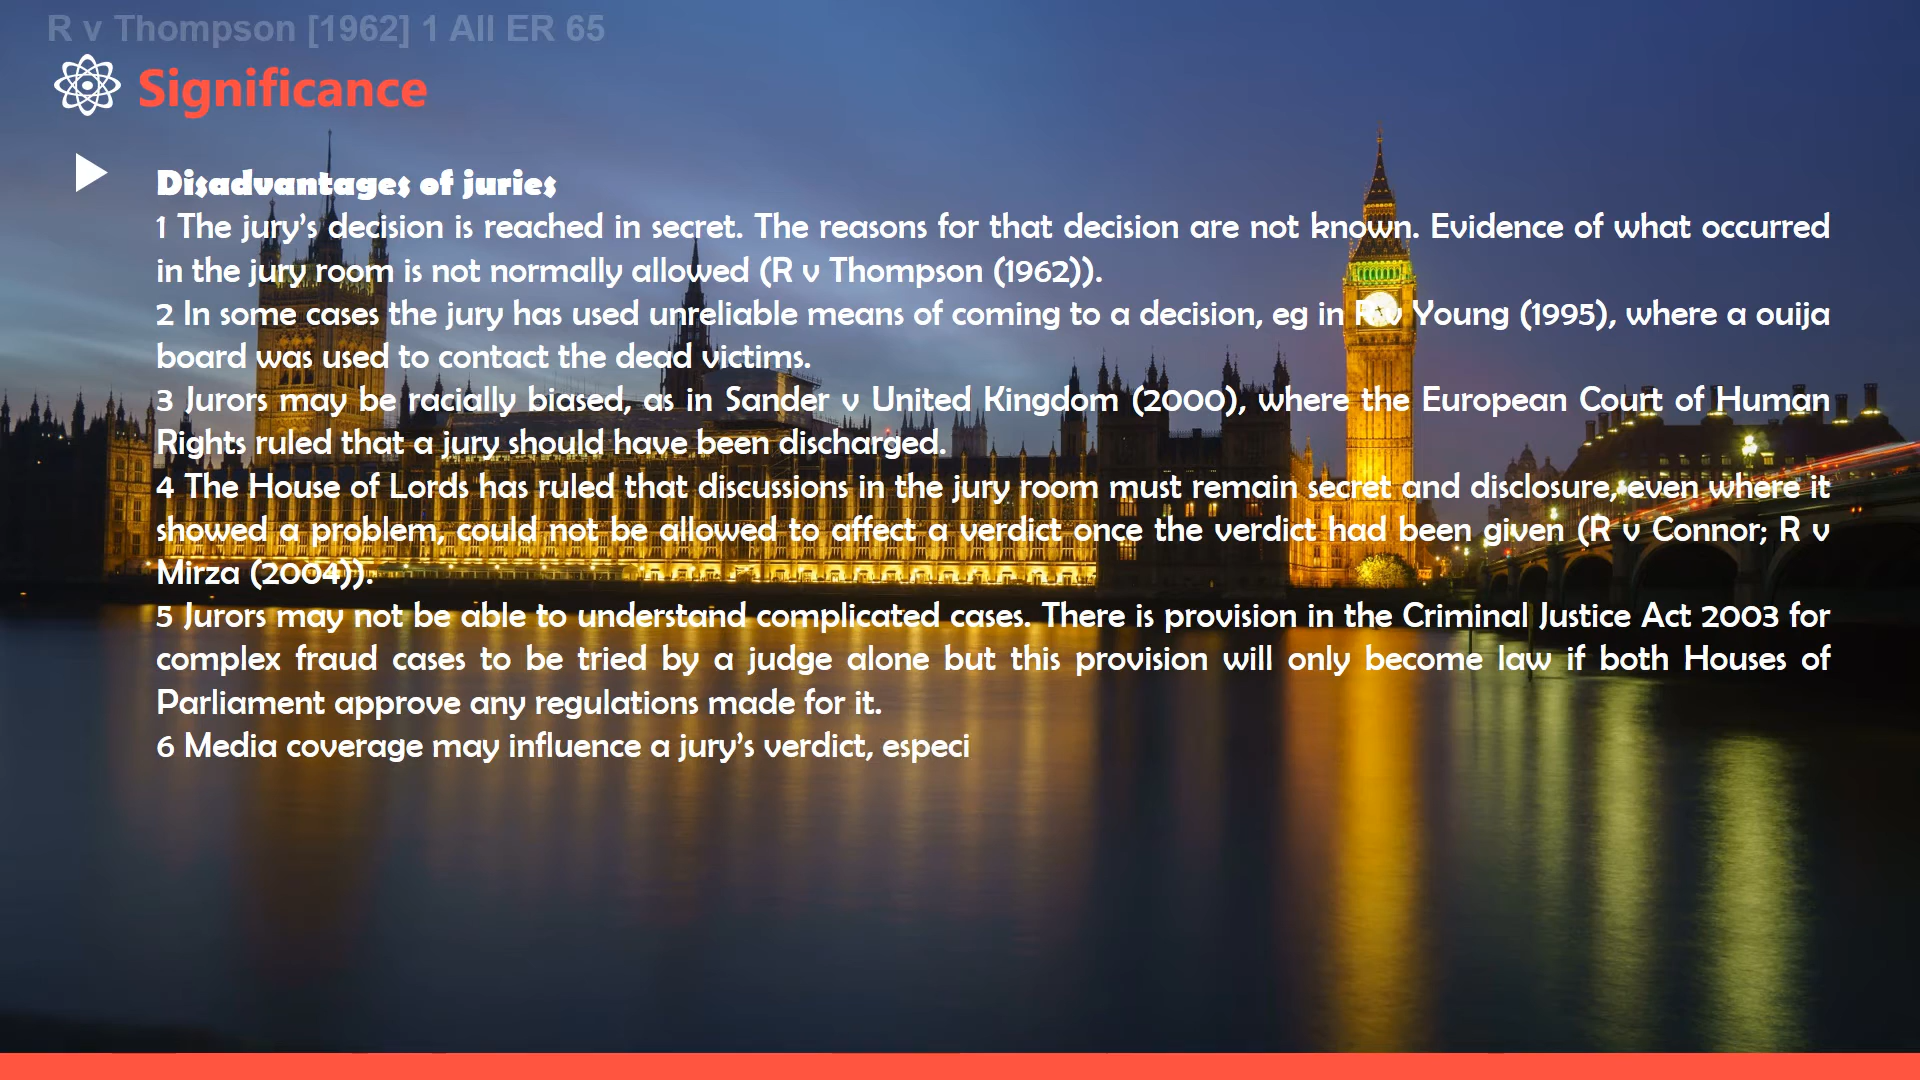 R v Thompson [1962] 1 All ER 65
Significance
Disadvantages of juries
1 The jury’s decision is reached in secret. The reasons for that decision are not known. Evidence of what occurred
in the jury room is not normally allowed (R v Thompson (1962)).
2 In some cases the jury has used unreliable means of coming to a decision, eg in R v Young (1995), where a ouija
board was used to contact the dead victims.
3 Jurors may be racially biased, as in Sander v United Kingdom (2000), where the European Court of Human
Rights ruled that a jury should have been discharged.
4 The House of Lords has ruled that discussions in the jury room must remain secret and disclosure, even where it
showed a problem, could not be allowed to affect a verdict once the verdict had been given (R v Connor; R v
Mirza (2004)).
5 Jurors may not be able to understand complicated cases. There is provision in the Criminal Justice Act 2003 for
complex fraud cases to be tried by a judge alone but this provision will only become law if both Houses of
Parliament approve any regulations made for it.
6 Media coverage may influence a jury’s verdict, especi